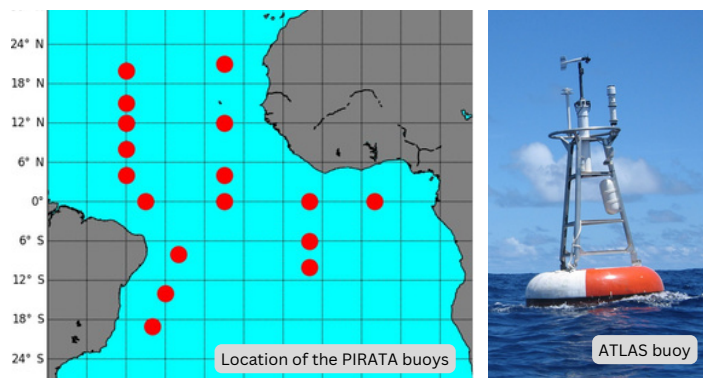 24° N
18° N
12° N
6° N
0°
6° S
12° S
18° S
24° S
Location of the PIRATA buoys
ATLAS buoy